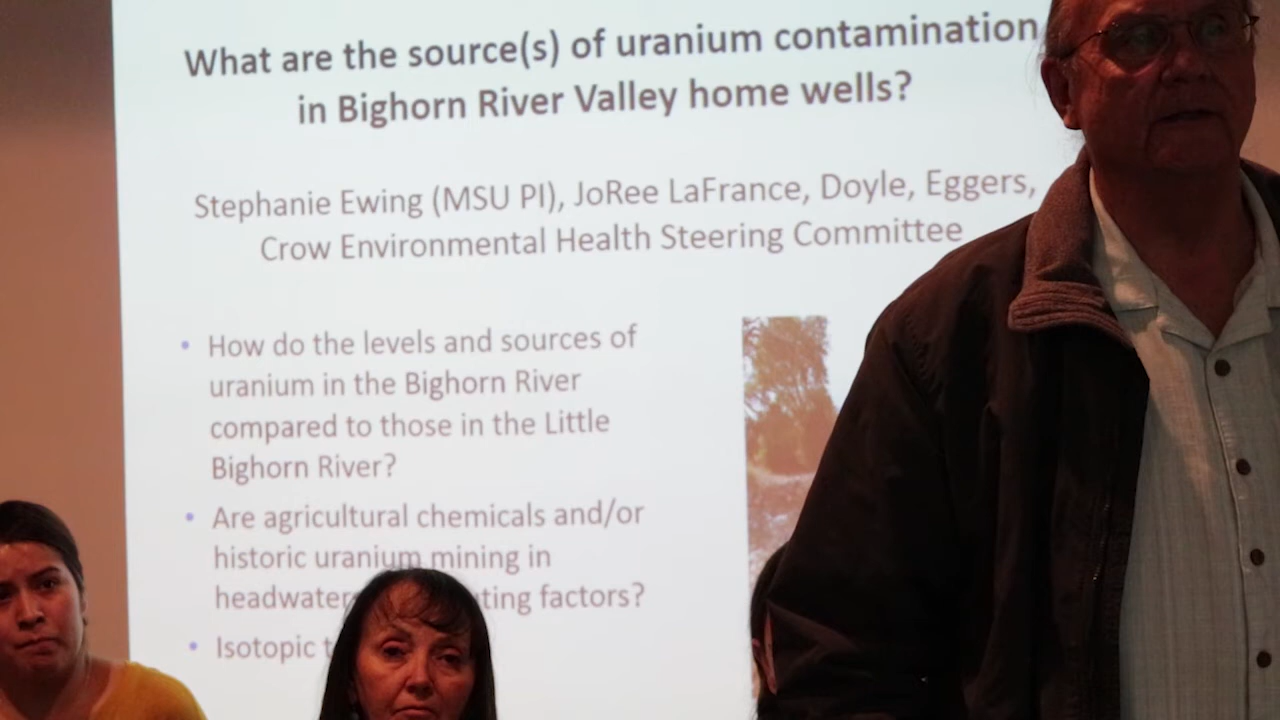 What are the source(s) of uranium contamination
in Bighorn River Valley home wells?
Stephanie Ewing (MSU PI), JoRee LaFrance, Doyle, Eggers,
Crow Environmental Health Steering Committee
• How do the levels and sources of
uranium in the Bighorn River
compared to those in the Little
Bighorn River?
• Are agricultural chemicals and/or
historic uranium mining in
factors?
• Isotopic